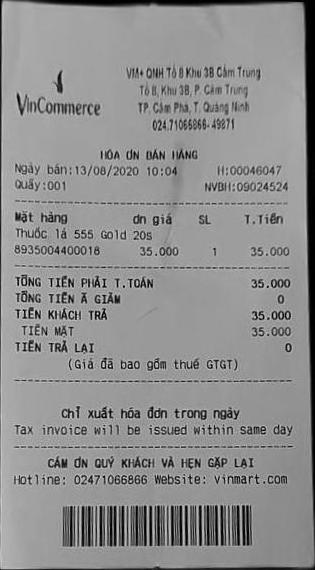 VinCommerce
VM+ QNH Tổ 8 Khu 3B Cẩm Trung
Tổ 8, Khu 3B, P. Cẩm Trung
TP. Cẩm Phả, T. Quảng Ninh
024.71066866-49871
HÓA ƠN BÁN HÀNG
Ngày bán:13/08/2020 10:04 H:00046047
Quầy:001 NVBH:09024524
Mặt hàng ơn giá SL T.Tiền
Thuốc lá 555 Gold 20s
8935004400018 35.000 1 35.000
TỔNG TIỀN PHẢI T.TOÁN 35.000
TỔNG TIỀN Ã GIẢM 0
TIỀN KHÁCH TRẢ 35.000
TIỀN MẶT 35.000
TIỀN TRẢ LẠI 0
(Giá đã bao gồm thuế GTGT)
Chỉ xuất hóa đơn trong ngày
Tax invoice will be issued within same day
CẢM ƠN QUÝ KHÁCH VÀ HẸN GẶP LẠI
Hotline: 02471066866 Website: vinmart.com